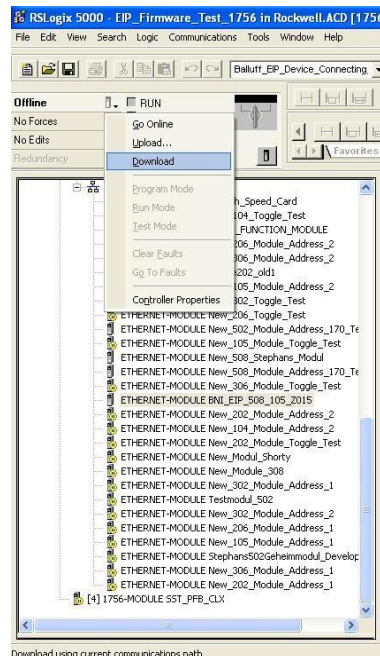 RSLogix 5000 - EIP_Firmware_Test_1756 in Rockwell.ACD [175
File Edit View Search Logic Communications Tools Window Help
Balluff_EIP_Device_Connecting,
Offline
RUN
No Forces
No Edits
Redundancy
Go Online
Upload...
Download
Program Mode
Run Mode
Test Mode
Clear Faults
Go To Faults
Controller Properties
Favorites
h_Speed_Card
104_Toggle_Test
_FUNCTION_MODULE
206_Module_Address_2
306_Module_Address_2
e202_old1
105_Module_Address_2
302_Toggle_Test
ETHERNET-MODULE New_206_Toggle_Test
ETHERNET-MODULE New_502_Module_Address_170_Te
ETHERNET-MODULE New_105_Module_Toggle_Test
ETHERNET-MODULE New_508_Stephans_Modul
ETHERNET-MODULE New_508_Module_Address_170_Te
ETHERNET-MODULE New_306_Module_Toggle_Test
ETHERNET-MODULE BNI_EIP_508_105_Z015
ETHERNET-MODULE New_202_Module_Address_2
ETHERNET-MODULE New_104_Module_Address_2
ETHERNET-MODULE New_202_Module_Toggle_Test
ETHERNET-MODULE New_Modul_Shorty
ETHERNET-MODULE New_Module_308
ETHERNET-MODULE New_302_Module_Address_1
ETHERNET-MODULE Testmodul_502
ETHERNET-MODULE New_302_Module_Address_2
ETHERNET-MODULE New_206_Module_Address_1
ETHERNET-MODULE New_105_Module_Address_1
ETHERNET-MODULE Stephans502Geheimmodul_Develop
ETHERNET-MODULE New_306_Module_Address_1
ETHERNET-MODULE New_202_Module_Address_1
[4] 1756-MODULE SST_PFB_CLX
Download using current communications path